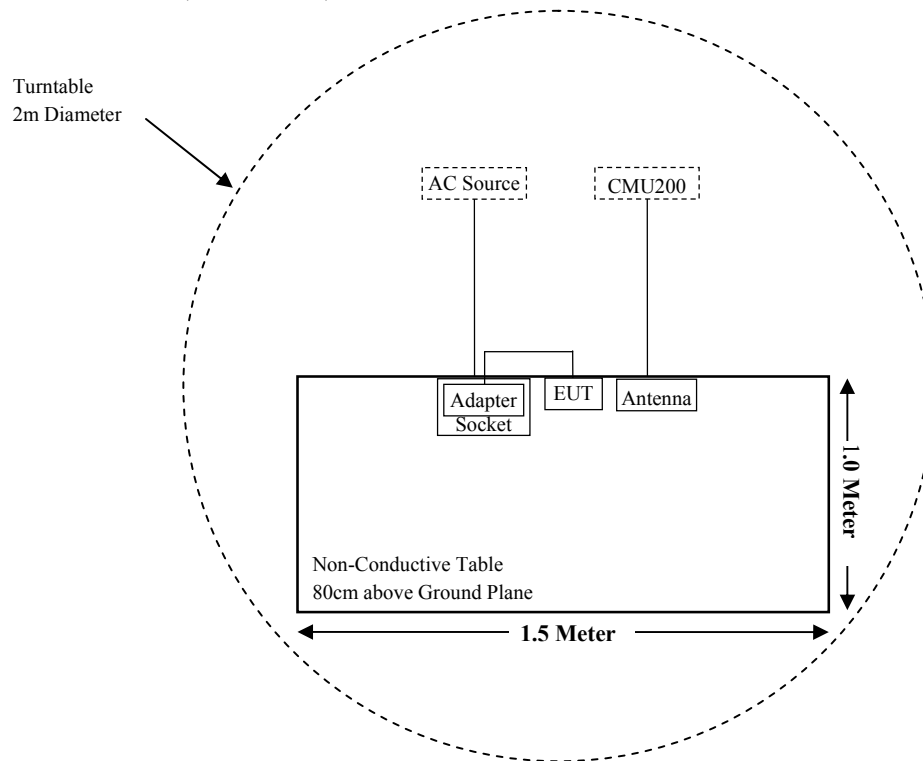 Turntable
2m Diameter
AC Source
CMU200
Adapter
Socket
EUT
Antenna
1.0 Meter
Non-Conductive Table
80cm above Ground Plane
1.5 Meter